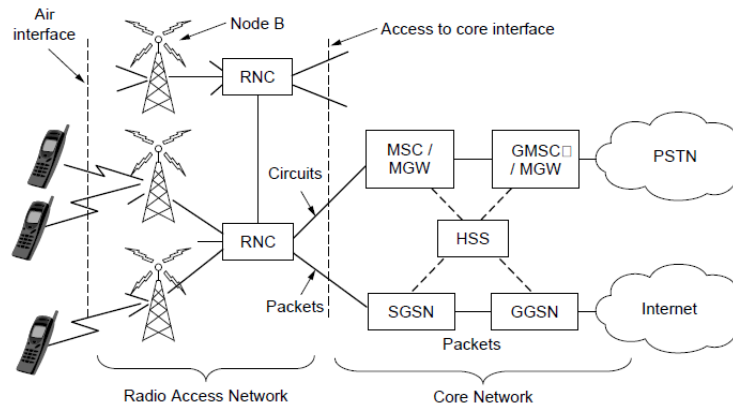 Air
interface
Node B
Access to core interface
RNC
MSC /
MGW
GMSC□
/ MGW
PSTN
Circuits
RNC
HSS
Packets
SGSN
GGSN
Internet
Packets
Radio Access Network
Core Network